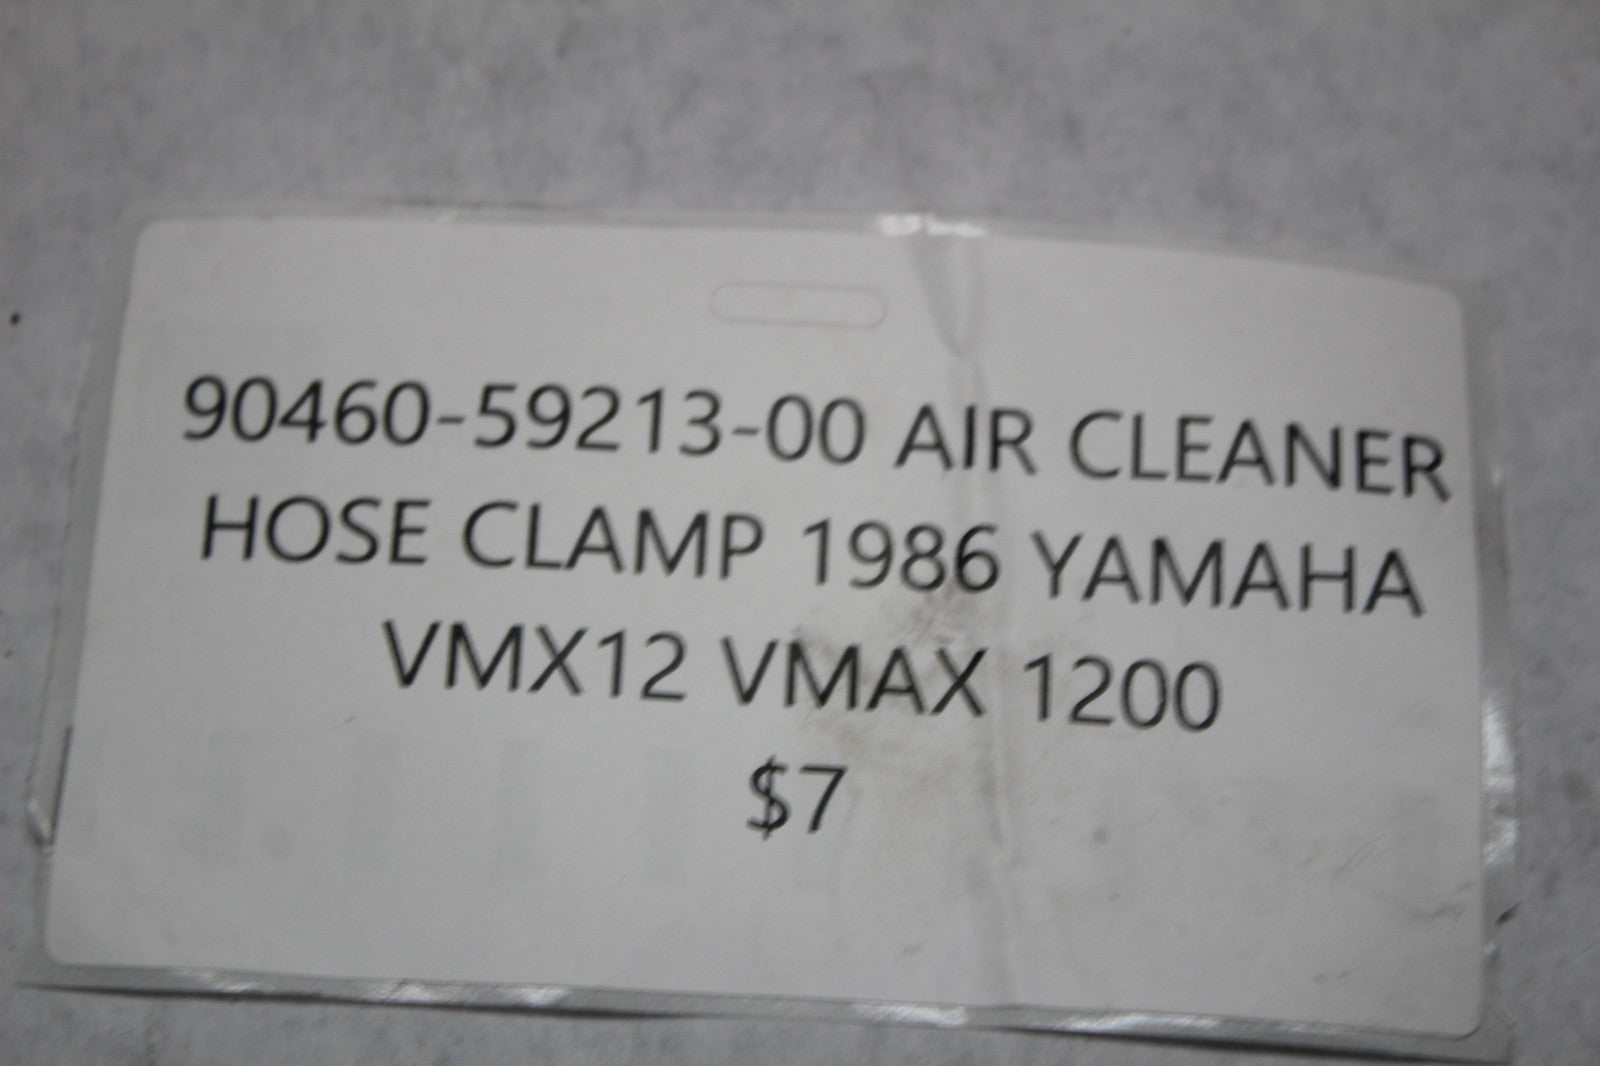 90460-59213-00 AIR CLEANER
HOSE CLAMP 1986 YAMAHA
VMX12 VMAX 1200
$7